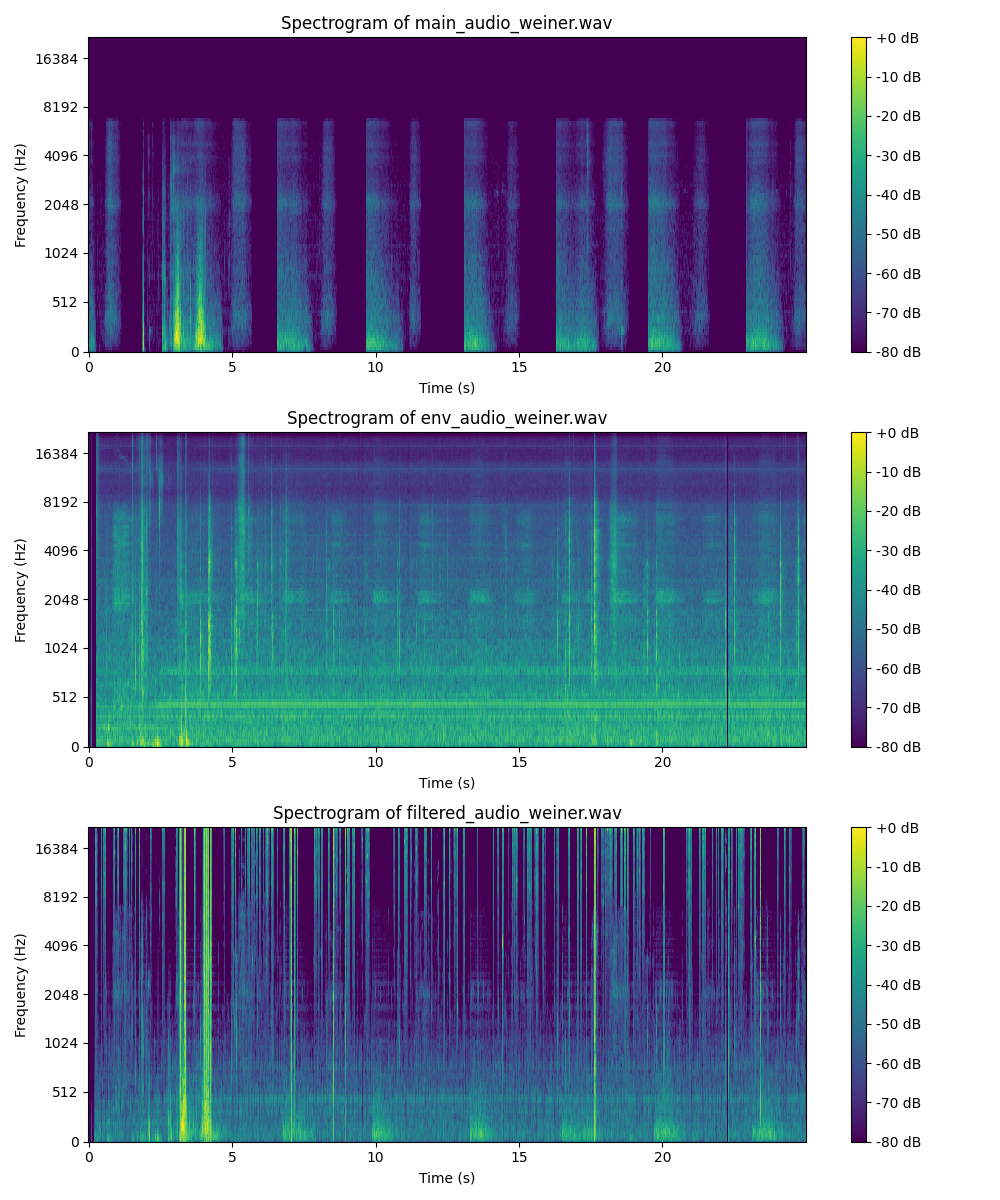 Spectrogram of main_audio_weiner.wav
Frequency (Hz)
16384
8192
4096
2048
1024
512
0
0 5 10 15 20
Time (s)
+0 dB
-10 dB
-20 dB
-30 dB
-40 dB
-50 dB
-60 dB
-70 dB
-80 dB
Spectrogram of env_audio_weiner.wav
Frequency (Hz)
16384
8192
4096
2048
1024
512
0
0 5 10 15 20
Time (s)
+0 dB
-10 dB
-20 dB
-30 dB
-40 dB
-50 dB
-60 dB
-70 dB
-80 dB
Spectrogram of filtered_audio_weiner.wav
Frequency (Hz)
16384
8192
4096
2048
1024
512
0
0 5 10 15 20
Time (s)
+0 dB
-10 dB
-20 dB
-30 dB
-40 dB
-50 dB
-60 dB
-70 dB
-80 dB